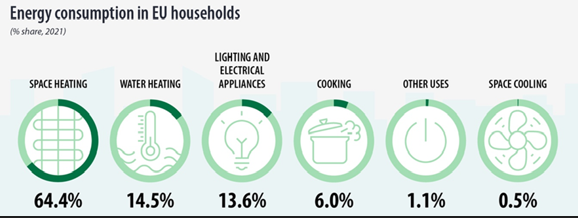 Energy consumption in EU households
(% share, 2021)
SPACE HEATING
WATER HEATING
LIGHTING AND
ELECTRICAL
APPLIANCES
COOKING
OTHER USES
SPACE COOLING
64.4%
14.5%
13.6%
6.0%
1.1%
0.5%